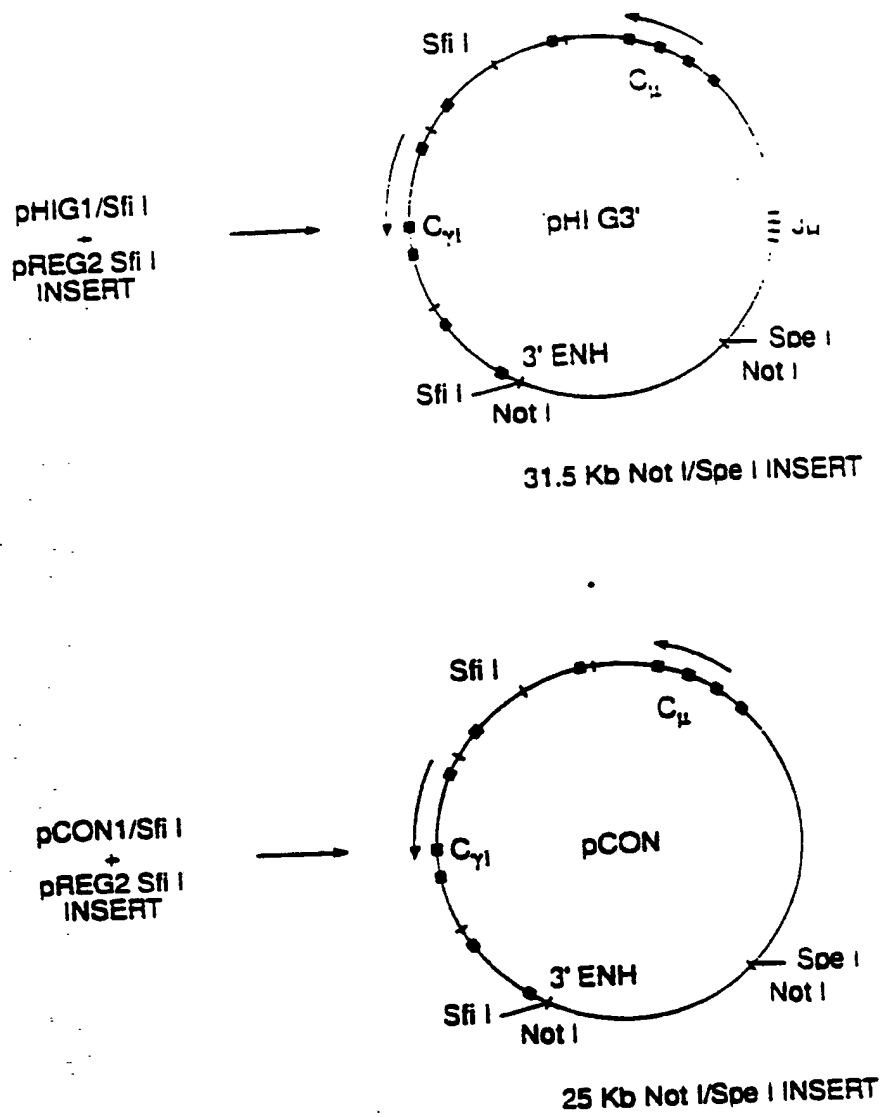 Sfi I
Cμ
pHIG1/Sfi I
+
pREG2 Sfi I
INSERT
Cγ1
pHI G3'
3' ENH
Spe I
Not I
Sfi I
Not I
31.5 Kb Not I/Spe I INSERT
Sfi I
Cμ
pCON1/Sfi I
+
pREG2 Sfi I
INSERT
Cγ1
pCON
3' ENH
Spe I
Not I
Sfi I
Not I
25 Kb Not I/Spe I INSERT